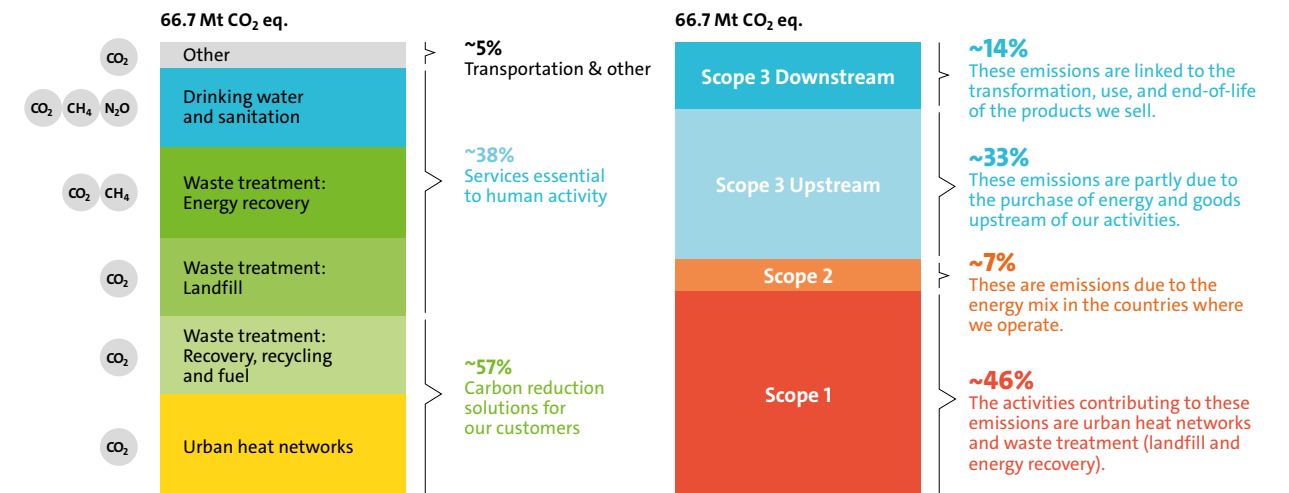 66.7 Mt CO₂ eq.
CO₂
Other
~5%
Transportation & other
CO₂ CH₄ N₂O
Drinking water
and sanitation
~38%
Services essential
to human activity
CO₂ CH₄
Waste treatment:
Energy recovery
CO₂
Waste treatment:
Landfill
CO₂
Waste treatment:
Recovery, recycling
and fuel
~57%
Carbon reduction
solutions for
our customers
CO₂
Urban heat networks
66.7 Mt CO₂ eq.
Scope 3 Downstream
~14%
These emissions are linked to the
transformation, use, and end-of-life
of the products we sell.
Scope 3 Upstream
~33%
These emissions are partly due to
the purchase of energy and goods
upstream of our activities.
Scope 2
~7%
These are emissions due to the
energy mix in the countries where
we operate.
Scope 1
~46%
The activities contributing to these
emissions are urban heat networks
and waste treatment (landfill and
energy recovery).